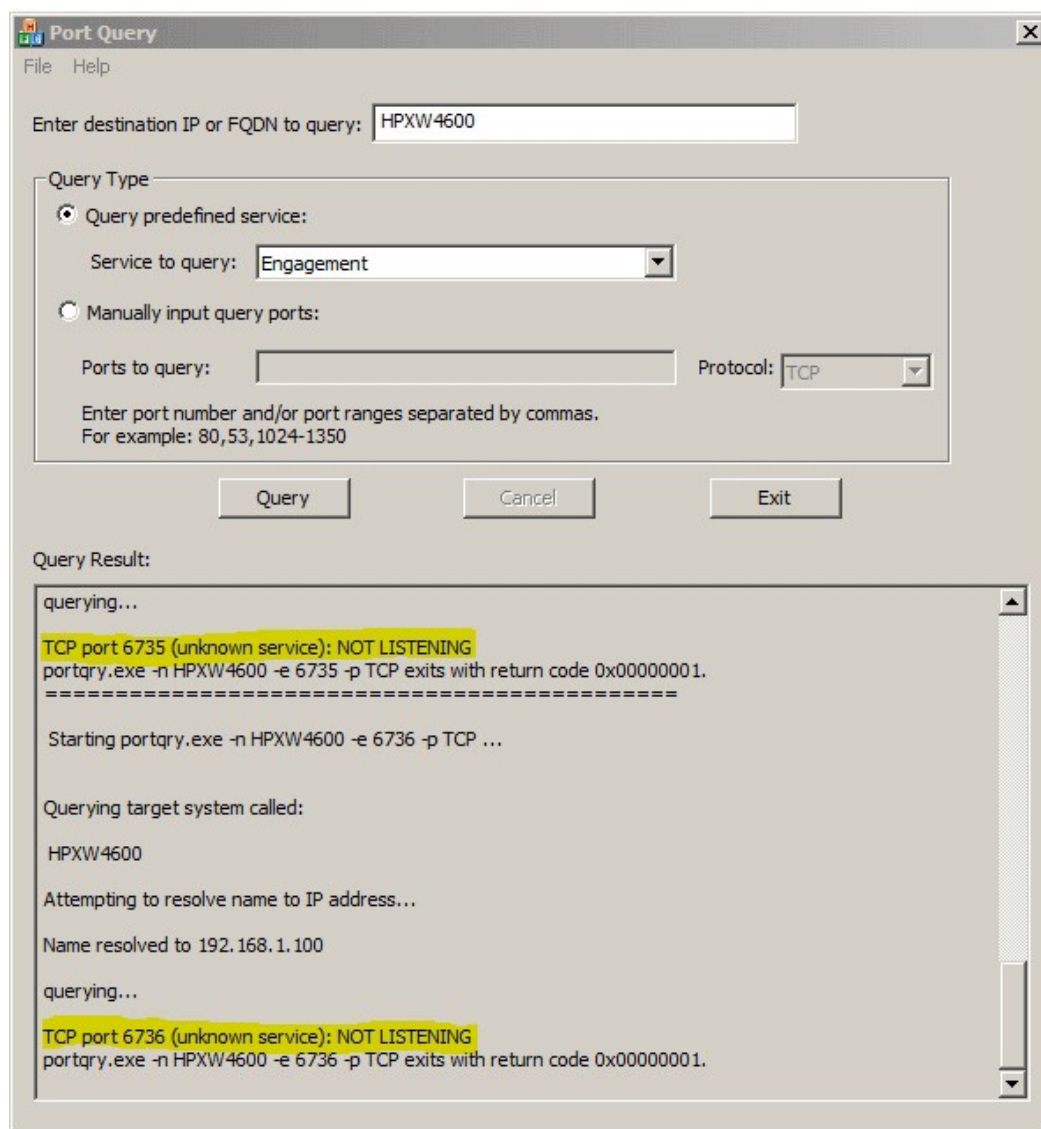 Port Query
File Help
Enter destination IP or FQDN to query: HPXW4600
Query Type
Query predefined service:
Service to query: Engagement
Manually input query ports:
Ports to query: Protocol: TCP
Enter port number and/or port ranges separated by commas.
For example: 80,53,1024-1350
Query Cancel Exit
Query Result:
querying...
TCP port 6735 (unknown service): NOT LISTENING
portqry.exe -n HPXW4600 -e 6735 -p TCP exits with return code 0x00000001.
=============================================
Starting portqry.exe -n HPXW4600 -e 6736 -p TCP ...
Querying target system called:
HPXW4600
Attempting to resolve name to IP address...
Name resolved to 192.168.1.100
querying...
TCP port 6736 (unknown service): NOT LISTENING
portqry.exe -n HPXW4600 -e 6736 -p TCP exits with return code 0x00000001.